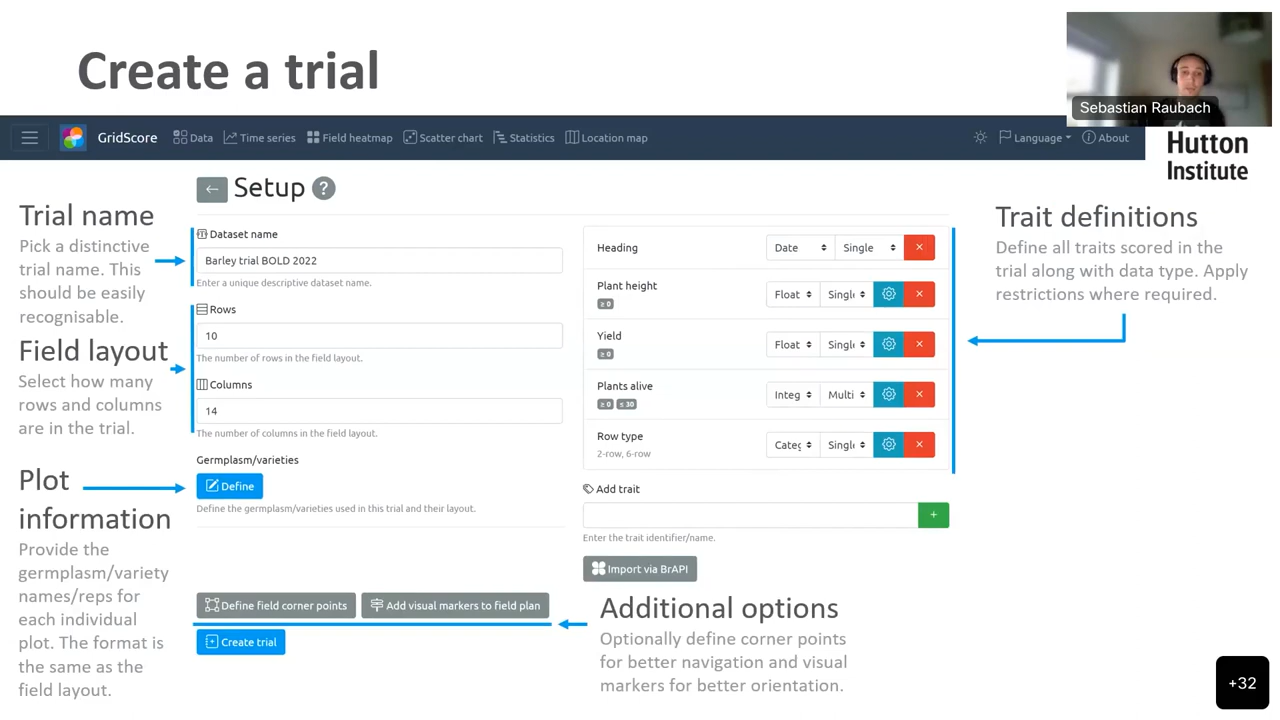 Create a trial
Sebastian Raubach
GridScore
Data
Time series
Field heatmap
Scatter chart
Statistics
Location map
Language
About
Hutton
Institute
Setup ?
Trial name
Pick a distinctive
trial name. This
should be easily
recognisable.
Field layout
Select how many
rows and columns
are in the trial.
Plot
information
Provide the
germplasm/variety
names/reps for
each individual
plot. The format is
the same as the
field layout.
Dataset name
Barley trial BOLD 2022
Enter a unique descriptive dataset name.
Rows
10
The number of rows in the field layout.
Columns
14
The number of columns in the field layout.
Germplasm/varieties
Define
Define the germplasm/varieties used in this trial and their layout.
Define field corner points
Add visual markers to field plan
Create trial
Heading
Date
Single
Plant height
≥ 0
Float
Single
Yield
≥ 0
Float
Single
Plants alive
≥ 0 ≤ 30
Integ
Multi
Row type
2-row, 6-row
Categ
Single
Add trait
+
Enter the trait identifier/name.
Import via BrAPI
Additional options
Optionally define corner points
for better navigation and visual
markers for better orientation.
Trait definitions
Define all traits scored in the
trial along with data type. Apply
restrictions where required.
+32